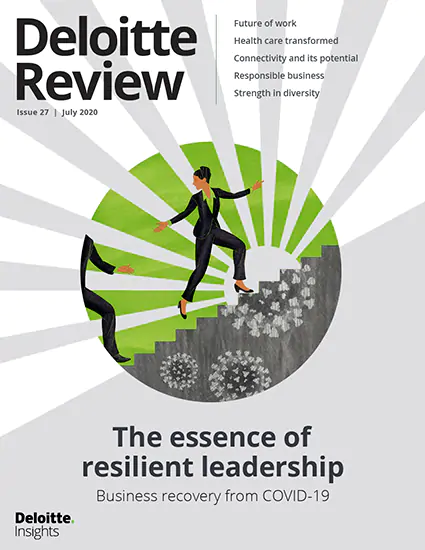 Deloitte
Review
Issue 27 | July 2020
Future of work
Health care transformed
Connectivity and its potential
Responsible business
Strength in diversity
The essence of
resilient leadership
Business recovery from COVID-19
Deloitte.
Insights